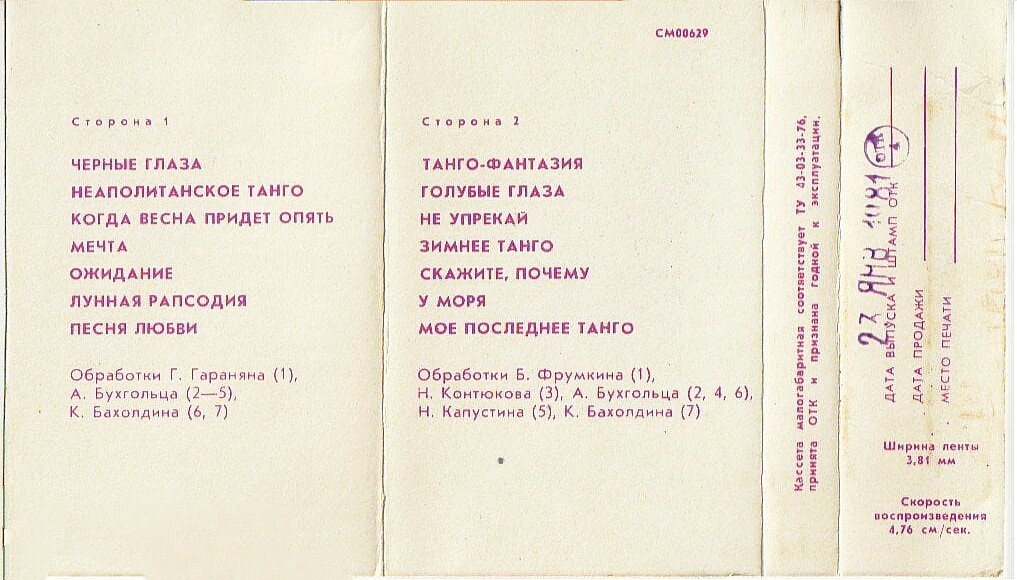 СМ00629
Сторона 1
ЧЕРНЫЕ ГЛАЗА
НЕАПОЛИТАНСКОЕ ТАНГО
КОГДА ВЕСНА ПРИДЕТ ОПЯТЬ
МЕЧТА
ОЖИДАНИЕ
ЛУННАЯ РАПСОДИЯ
ПЕСНЯ ЛЮБВИ
Обработки Г. Гараняна (1),
А. Бухгольца (2—5),
К. Бахолдина (6, 7)
Сторона 2
ТАНГО-ФАНТАЗИЯ
ГОЛУБЫЕ ГЛАЗА
НЕ УПРЕКАЙ
ЗИМНЕЕ ТАНГО
СКАЖИТЕ, ПОЧЕМУ
У МОРЯ
МОЕ ПОСЛЕДНЕЕ ТАНГО
Обработки Б. Фрумкина (1),
Н. Контюкова (3), А. Бухгольца (2, 4, 6),
Н. Капустина (5), К. Бахолдина (7)
Кассета малогабаритная соответствует ТУ 43-03-33-76,
принята ОТК и признана годной к эксплуатации.
23 ЯНВ 1981
ОТК
4
ДАТА ВЫПУСКА И ШТАМП ОТК
ДАТА ПРОДАЖИ
МЕСТО ПЕЧАТИ
Ширина ленты
3,81 мм
Скорость
воспроизведения
4,76 см/сек.